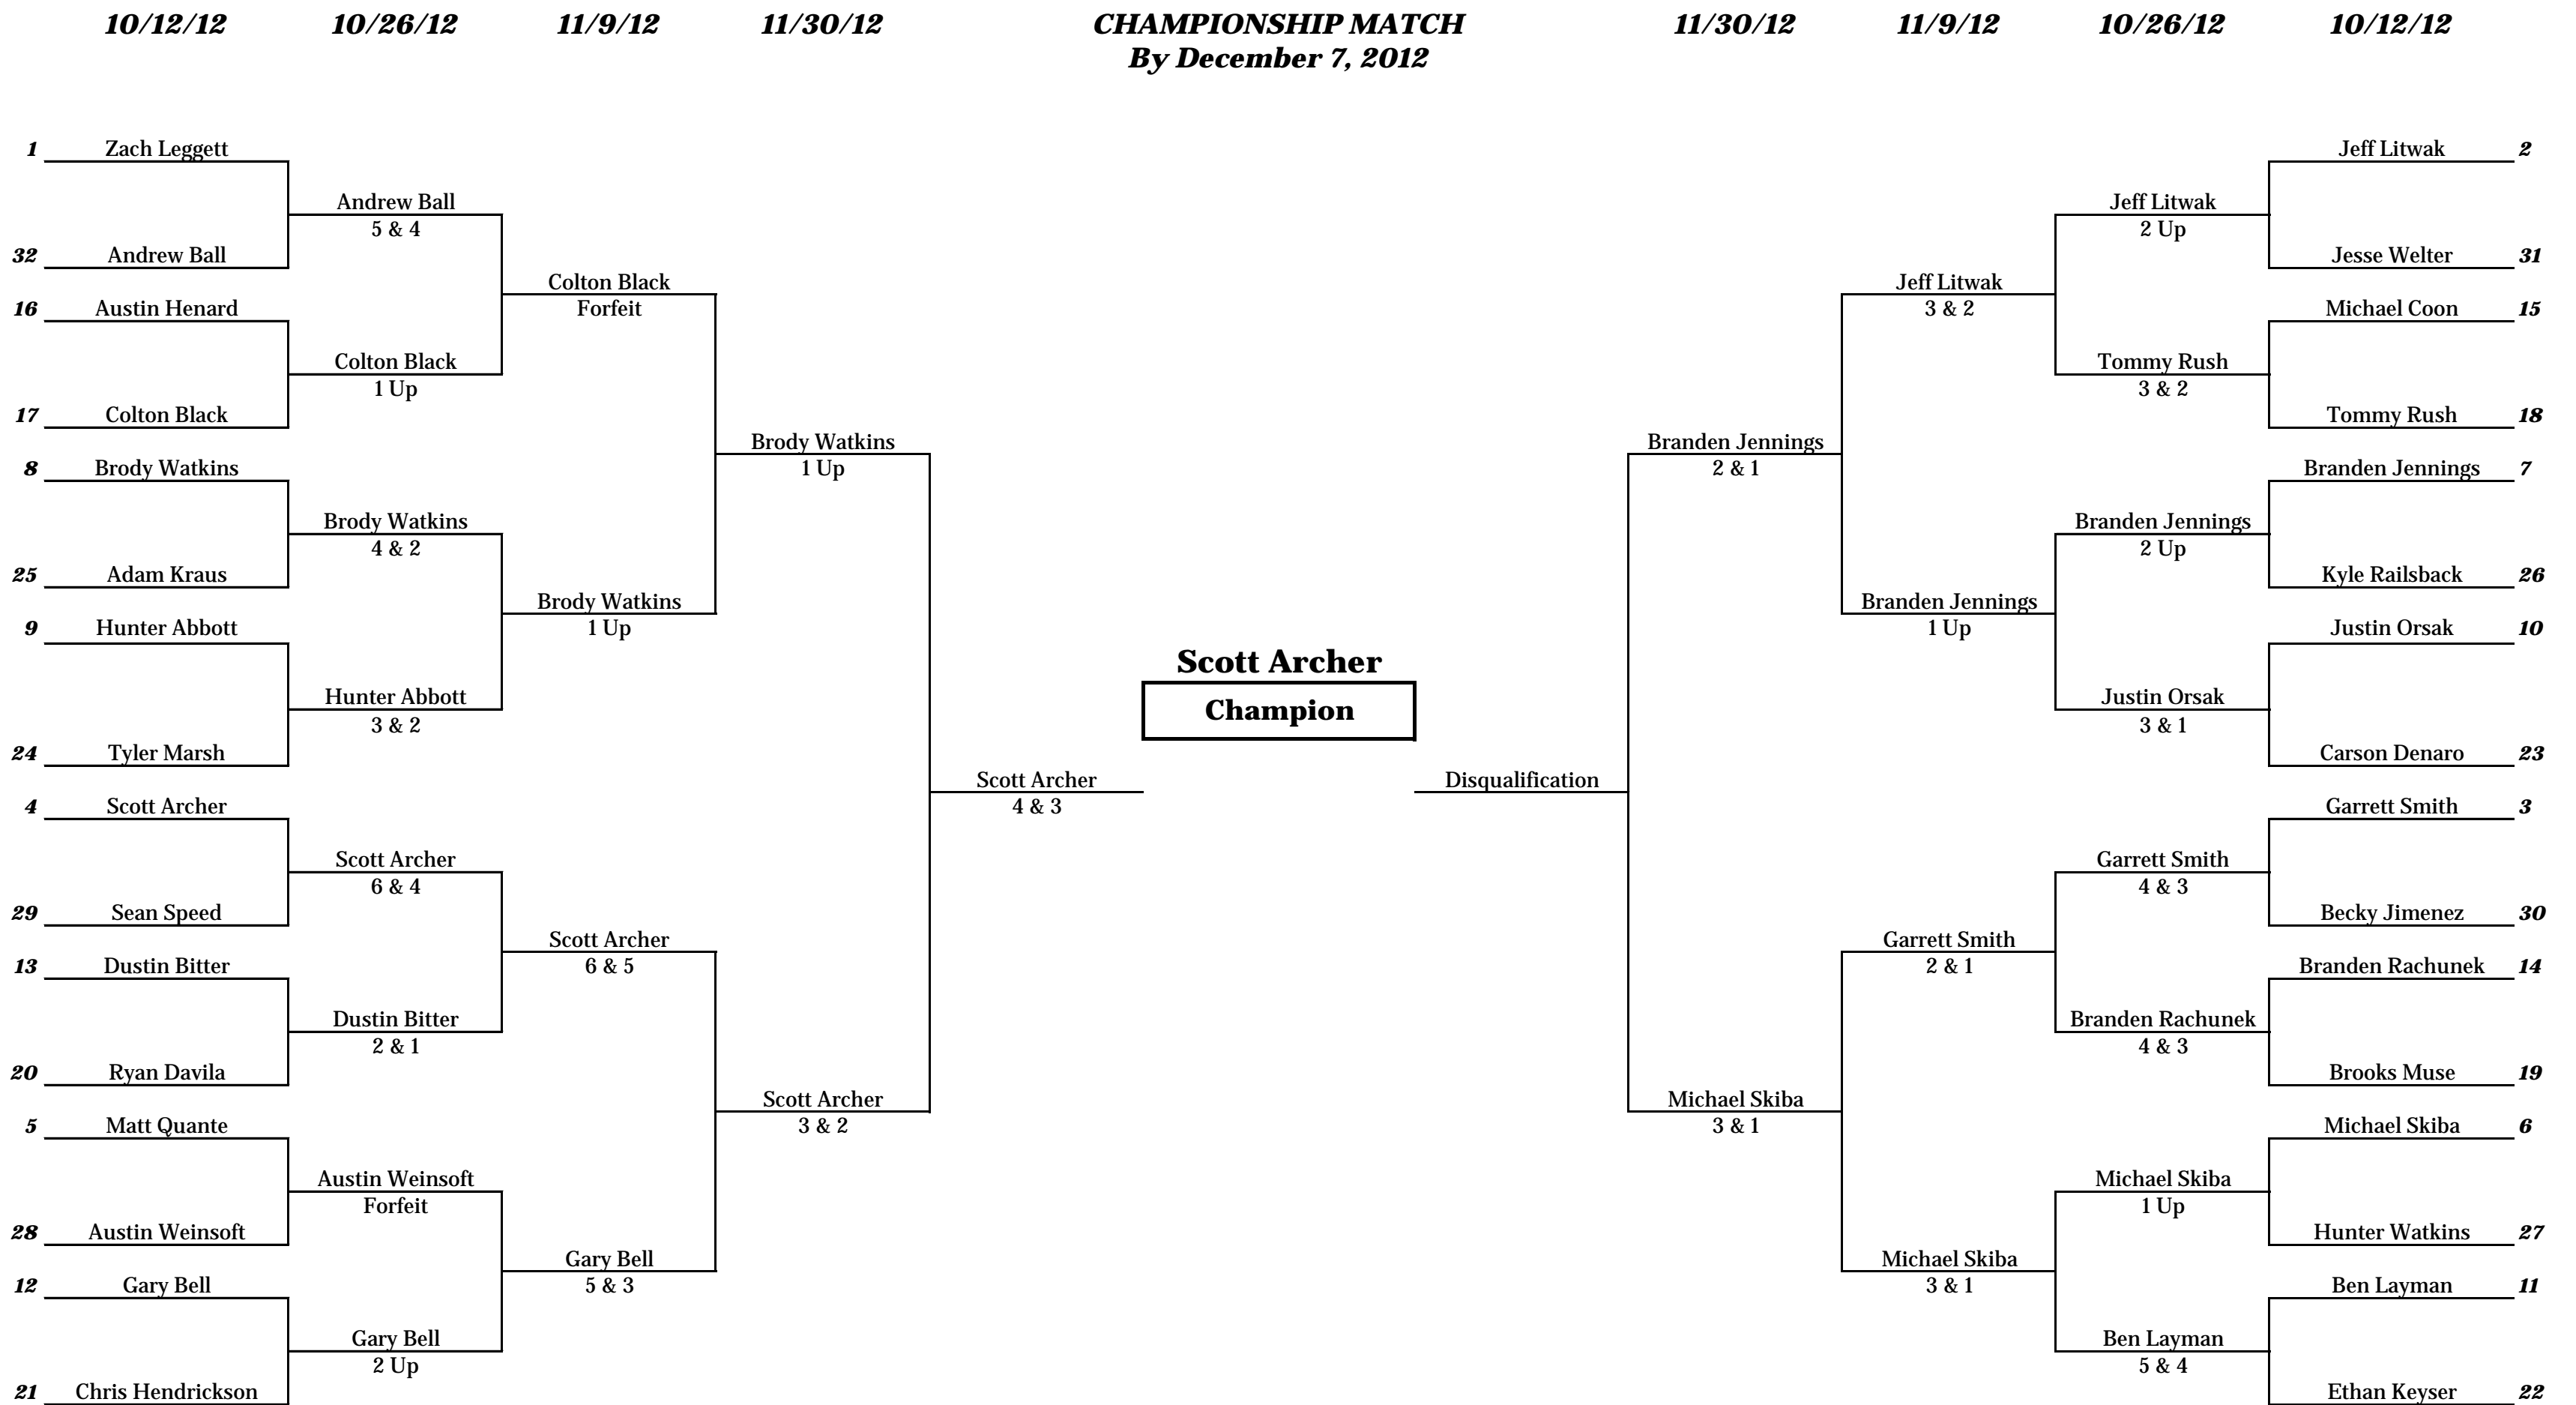 10/12/12 10/26/12 11/9/12 11/30/12 CHAMPIONSHIP MATCH 11/30/12 11/9/12 10/26/12 10/12/12
By December 7, 2012
1 Zach Leggett Jeff Litwak 2
Andrew Ball Jeff Litwak
5 & 4 2 Up
32 Andrew Ball Jesse Welter 31
Colton Black Jeff Litwak
16 Austin Henard Forfeit 3 & 2 Michael Coon 15
Colton Black Tommy Rush
1 Up 3 & 2
17 Colton Black Tommy Rush 18
Brody Watkins Branden Jennings
8 Brody Watkins 1 Up 2 & 1 Branden Jennings 7
Brody Watkins Branden Jennings
4 & 2 2 Up
25 Adam Kraus Kyle Railsback 26
Brody Watkins Branden Jennings
9 Hunter Abbott 1 Up 1 Up Justin Orsak 10
Scott Archer
Hunter Abbott Champion Justin Orsak
3 & 2 3 & 1
24 Tyler Marsh Carson Denaro 23
Scott Archer Disqualification
4 Scott Archer 4 & 3 Garrett Smith 3
Scott Archer Garrett Smith
6 & 4 4 & 3
29 Sean Speed Becky Jimenez 30
Scott Archer Garrett Smith
13 Dustin Bitter 6 & 5 2 & 1 Branden Rachunek 14
Dustin Bitter Branden Rachunek
2 & 1 4 & 3
20 Ryan Davila Brooks Muse 19
Scott Archer Michael Skiba
5 Matt Quante 3 & 2 3 & 1 Michael Skiba 6
Austin Weinsoft Michael Skiba
Forfeit 1 Up
28 Austin Weinsoft Hunter Watkins 27
Gary Bell Michael Skiba
12 Gary Bell 5 & 3 3 & 1 Ben Layman 11
Gary Bell Ben Layman
2 Up 5 & 4
21 Chris Hendrickson Ethan Keyser 22